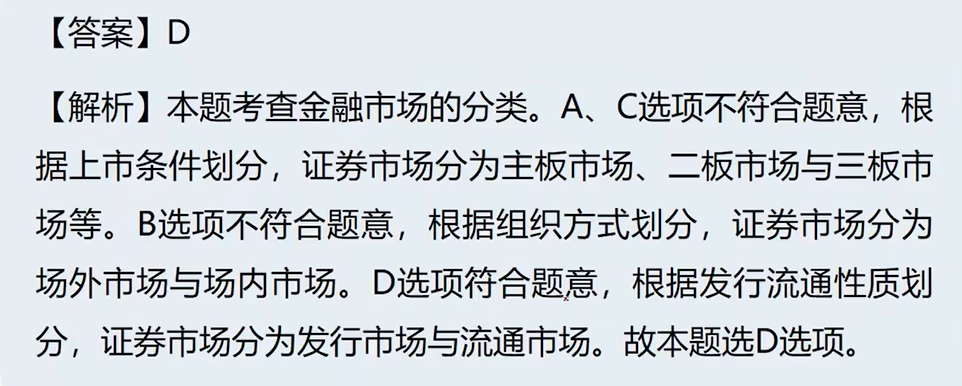 【答案】D
【解析】本题考查金融市场的分类。A、C选项不符合题意，根
据上市条件划分，证券市场分为主板市场、二板市场与三板市
场等。B选项不符合题意，根据组织方式划分，证券市场分为
场外市场与场内市场。D选项符合题意，根据发行流通性质划
分，证券市场分为发行市场与流通市场。故本题选D选项。